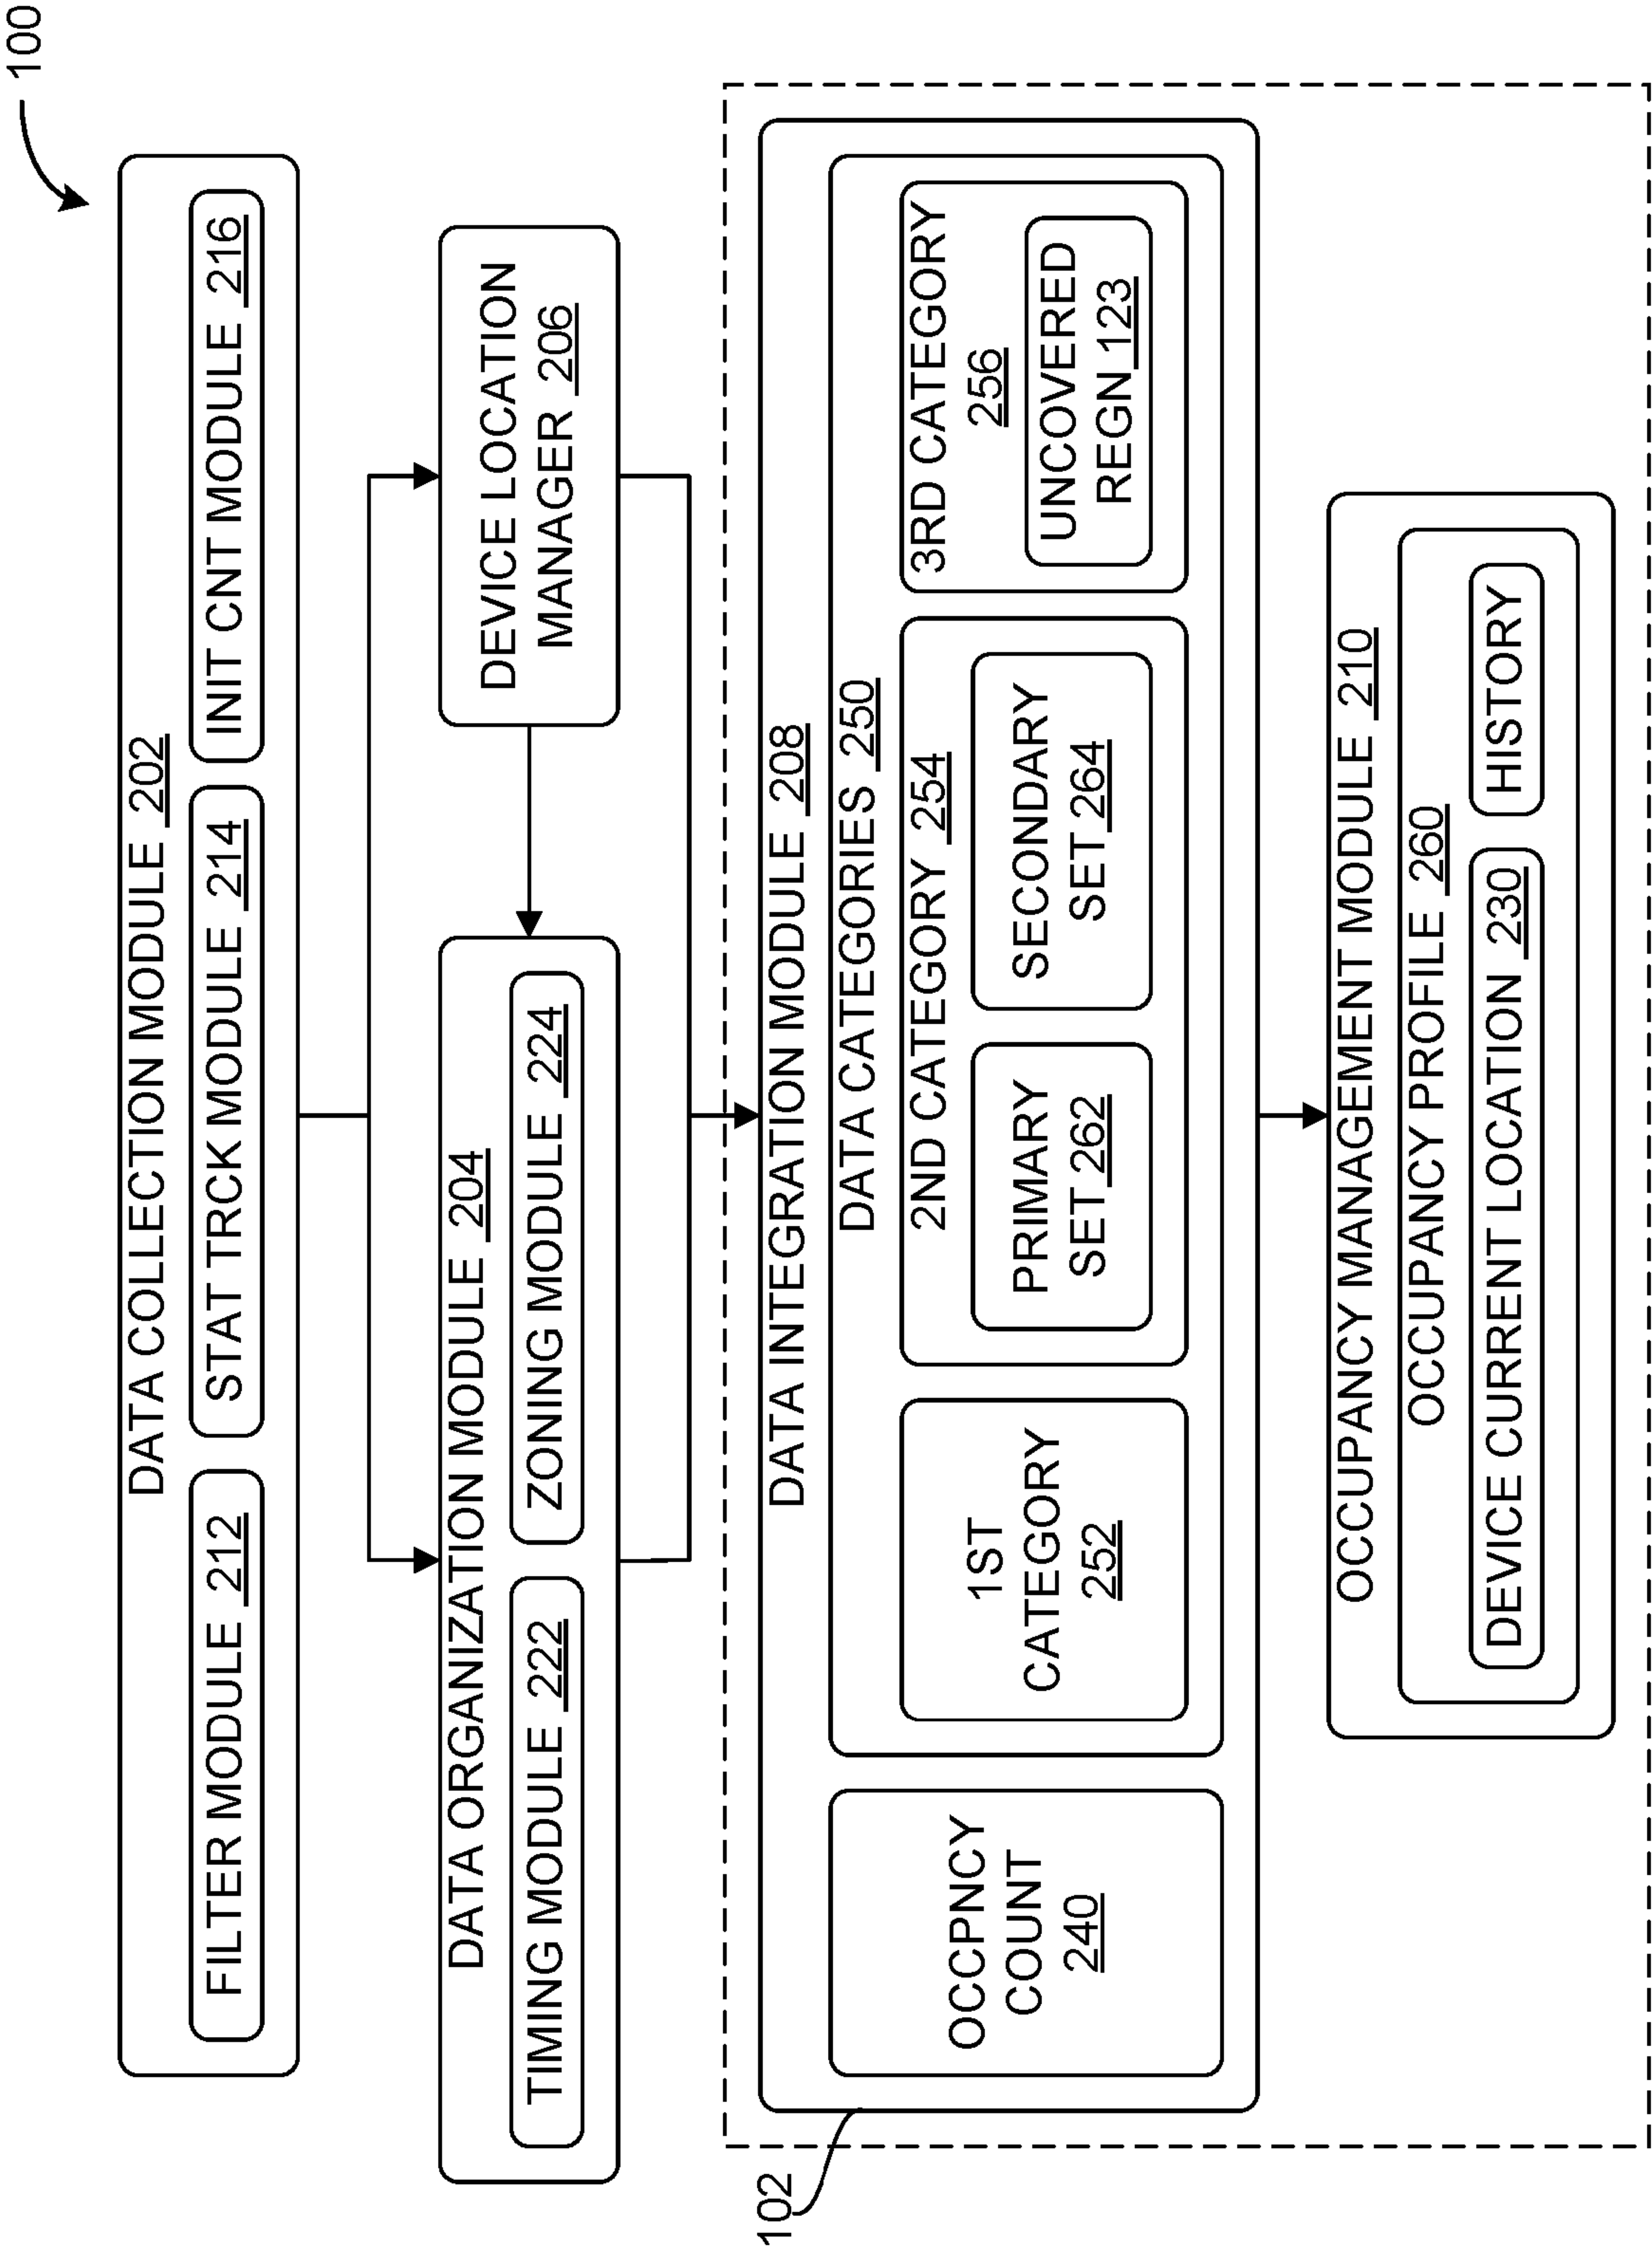 100
DATA COLLECTION MODULE 202
FILTER MODULE 212
STAT TRCK MODULE 214
INIT CNT MODULE 216
DATA ORGANIZATION MODULE 204
TIMING MODULE 222
ZONING MODULE 224
DEVICE LOCATION
MANAGER 206
102
DATA INTEGRATION MODULE 208
OCCPNCY
COUNT
240
DATA CATEGORIES 250
1ST
CATEGORY
252
2ND CATEGORY 254
PRIMARY
SET 262
SECONDARY
SET 264
3RD CATEGORY
256
UNCOVERED
REGN 123
OCCUPANCY MANAGEMENT MODULE 210
OCCUPANCY PROFILE 260
DEVICE CURRENT LOCATION 230
HISTORY